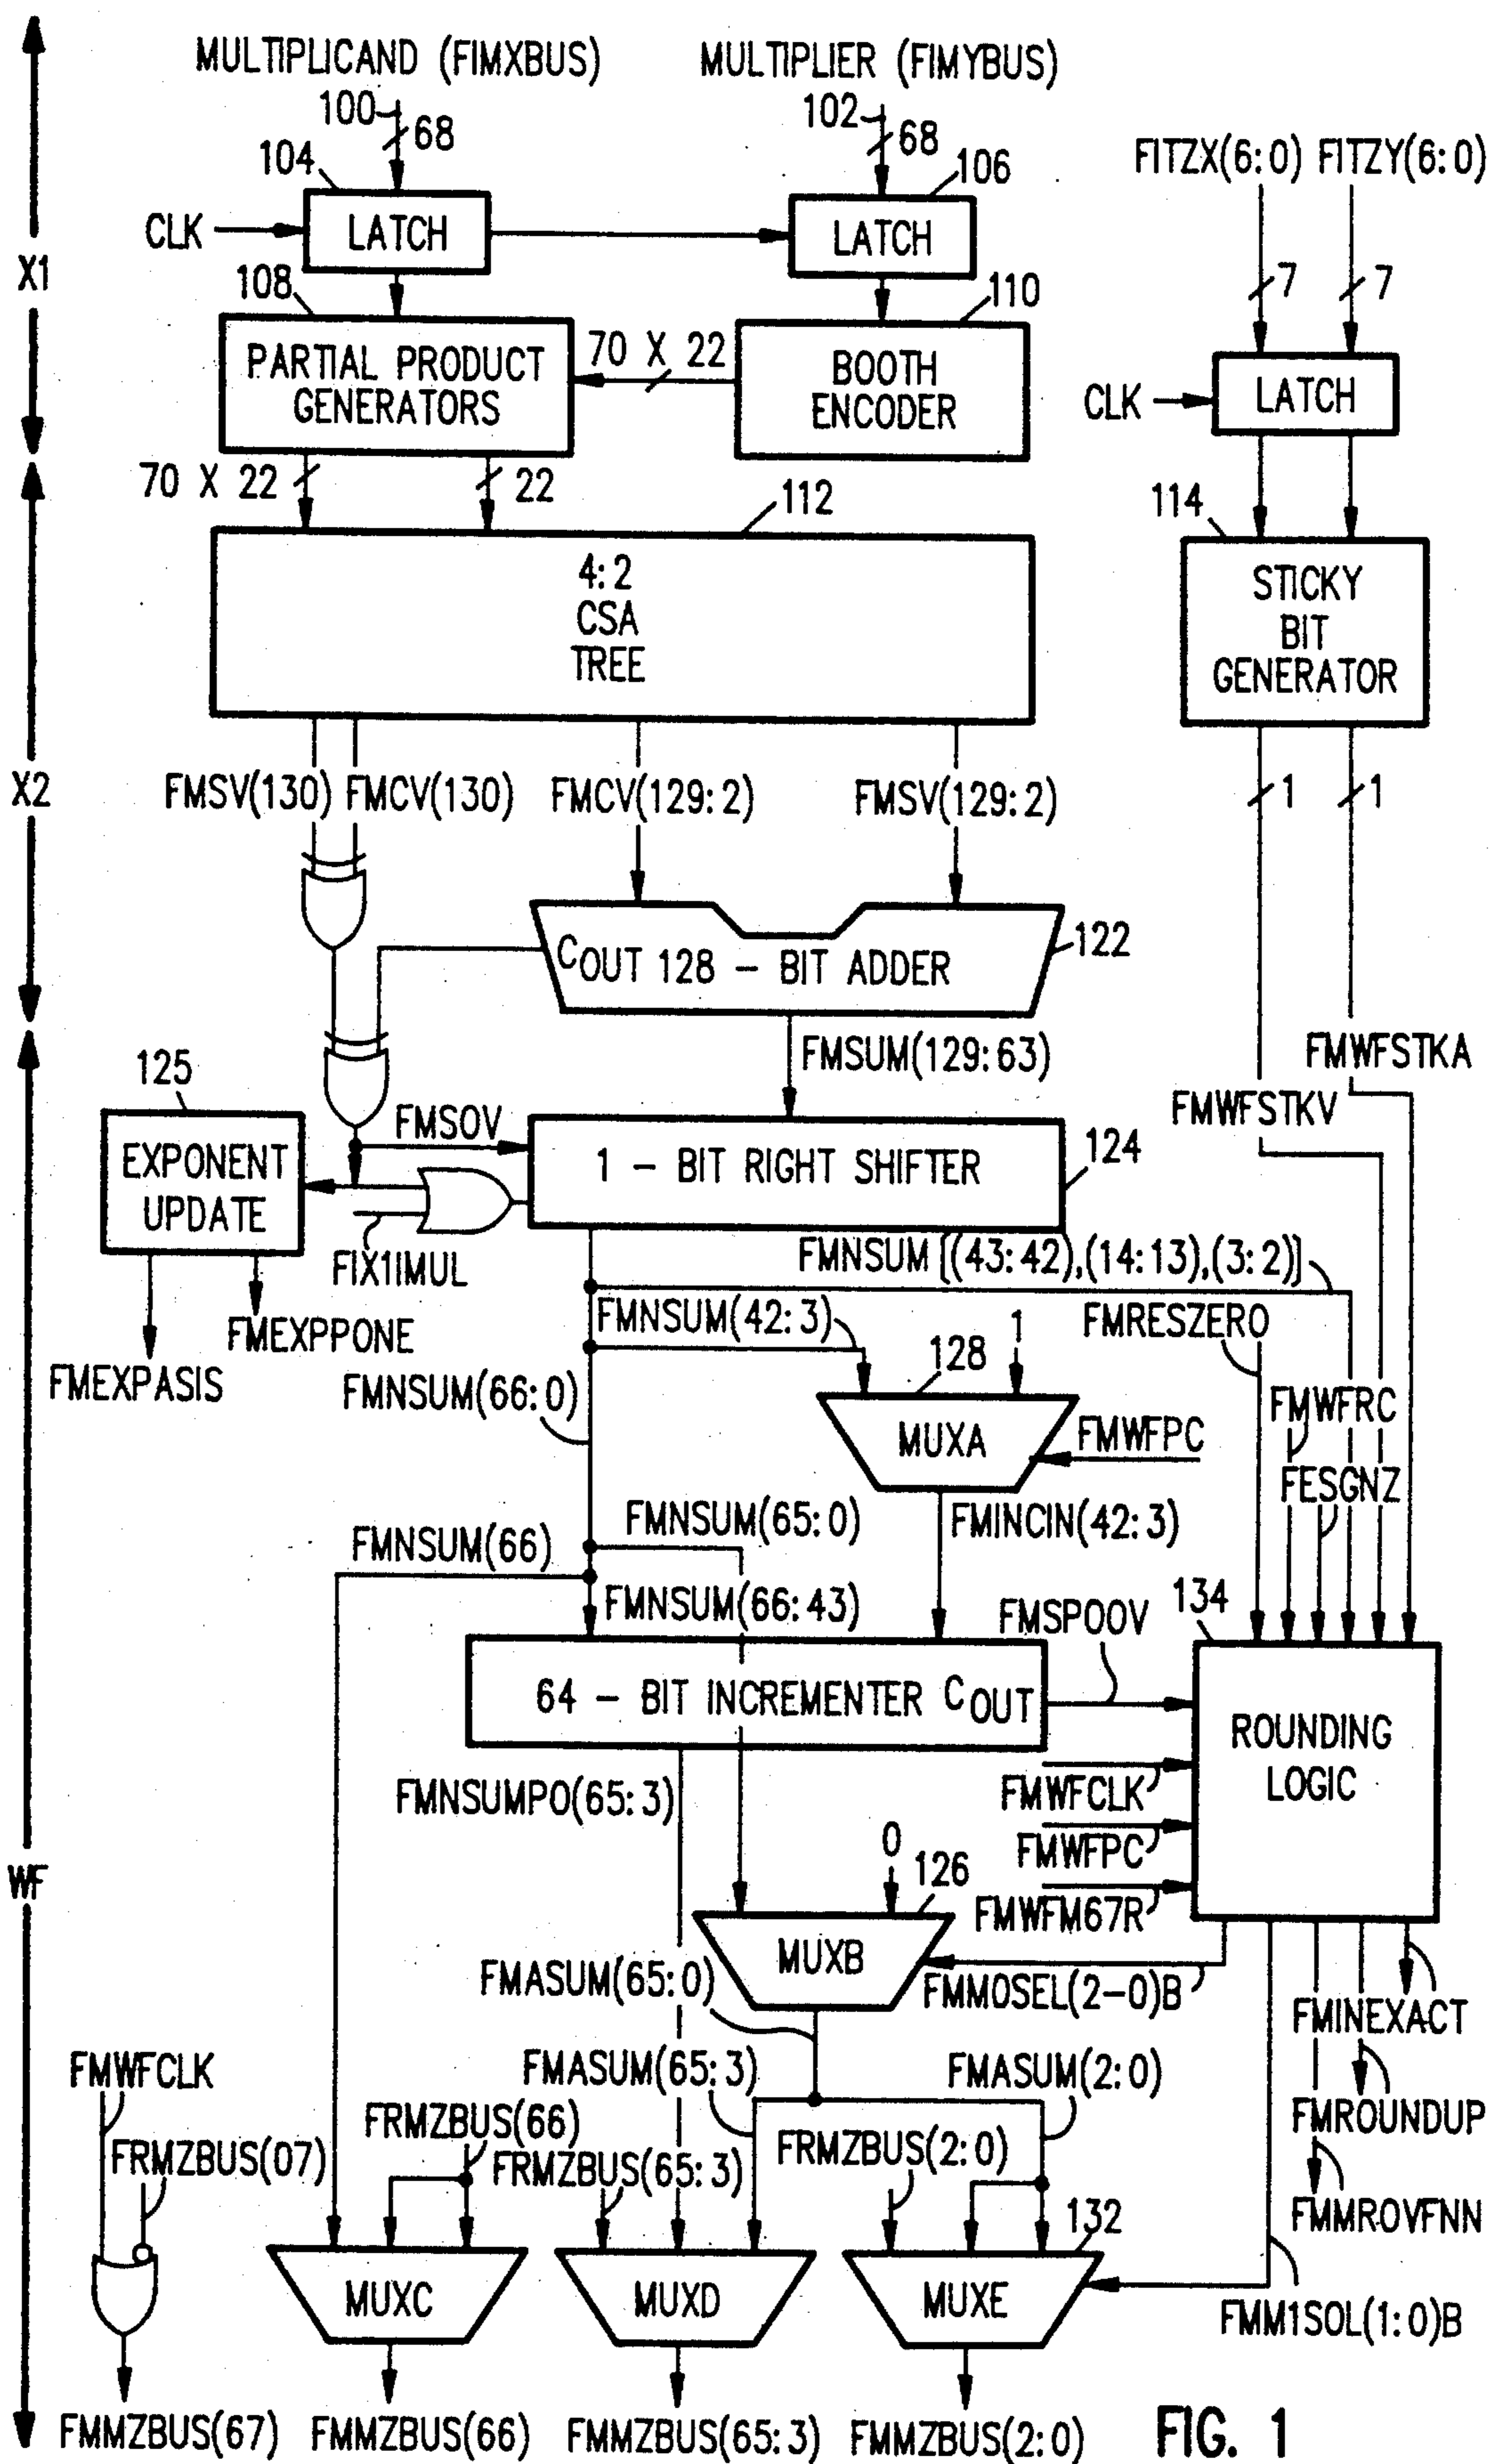 MULTIPLICAND (FIMXBUS)
MULTIPLIER (FIMYBUS)
100
68
102
68
FITZX(6:0)
FITZY(6:0)
104
106
CLK
LATCH
LATCH
X1
7
7
108
110
PARTIAL PRODUCT
GENERATORS
70 X 22
BOOTH
ENCODER
CLK
LATCH
70 X 22
22
112
114
4:2
CSA
TREE
STICKY
BIT
GENERATOR
X2
FMSV(130)
FMCV(130)
FMCV(129:2)
FMSV(129:2)
1
1
COUT 128 - BIT ADDER
122
FMSUM(129:63)
FMWFSTKA
FMWFSTKV
125
FMSOV
EXPONENT
UPDATE
1 - BIT RIGHT SHIFTER
124
FIX1IMUL
FMNSUM [(43:42),(14:13),(3:2)]
FMEXPPONE
FMEXPASIS
FMNSUM(42:3)
1
FMRESZERO
128
FMNSUM(66:0)
MUXA
FMWFPC
FMWFRC
FESGNZ
FMNSUM(65:0)
FMINCIN(42:3)
FMNSUM(66)
FMNSUM(66:43)
FMSPOOV
134
64 - BIT INCREMENTER COUT
ROUNDING
LOGIC
FMNSUMPO(65:3)
FMWFCLK
FMWFPC
FMWFM67R
WF
0
126
MUXB
FMASUM(65:0)
FMMOSEL(2-0)B
FMINEXACT
FMROUNDUP
FMMROVFNN
FMWFCLK
FMASUM(65:3)
FMASUM(2:0)
FRMZBUS(66)
FRMZBUS(07)
FRMZBUS(65:3)
FRMZBUS(2:0)
132
MUXC
MUXD
MUXE
FMM1SOL(1:0)B
FMMZBUS(67)
FMMZBUS(66)
FMMZBUS(65:3)
FMMZBUS(2:0)
FIG. 1